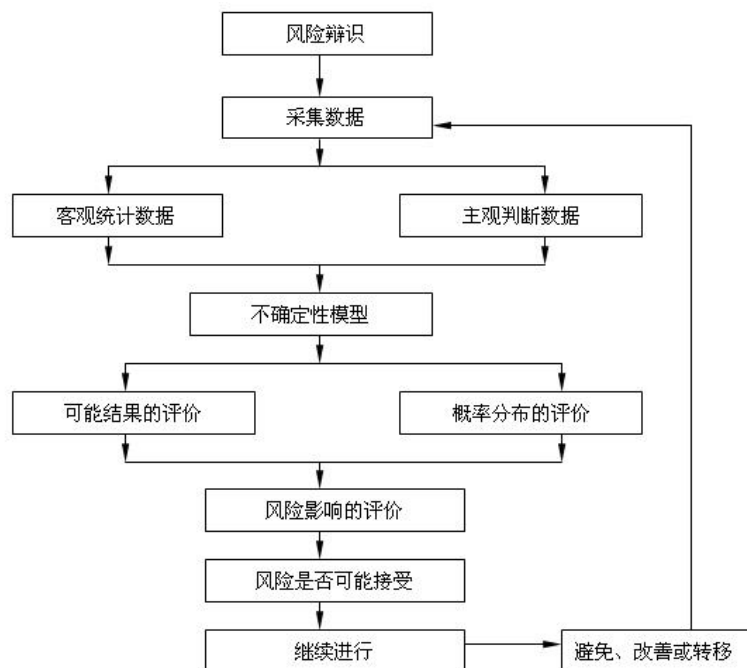 风险辩识
采集数据
客观统计数据
主观判断数据
不确定性模型
可能结果的评价
概率分布的评价
风险影响的评价
风险是否可能接受
继续进行
避免、改善或转移